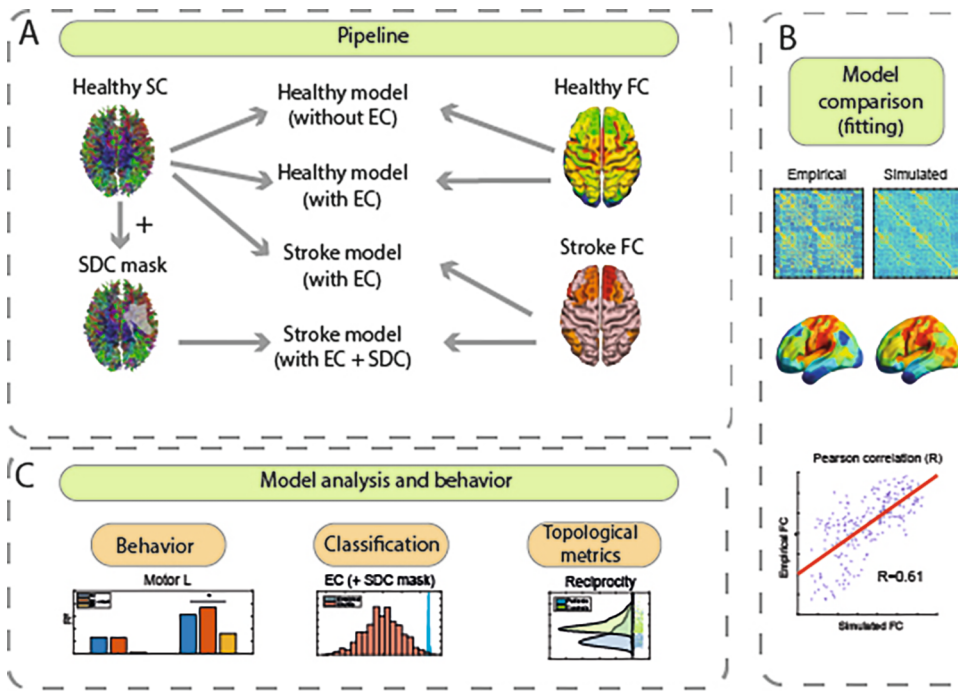 A
Pipeline
Healthy SC
Healthy model
(without EC)
Healthy FC
Healthy model
(with EC)
+
SDC mask
Stroke model
(with EC)
Stroke FC
Stroke model
(with EC + SDC)
B
Model
comparison
(fitting)
Empirical
Simulated
Pearson correlation (R)
Empirical FC
R=0.61
Simulated FC
C
Model analysis and behavior
Behavior
Classification
Topological
metrics
Motor L
*
EC (+ SDC mask)
Reciprocity
Patients
Controls